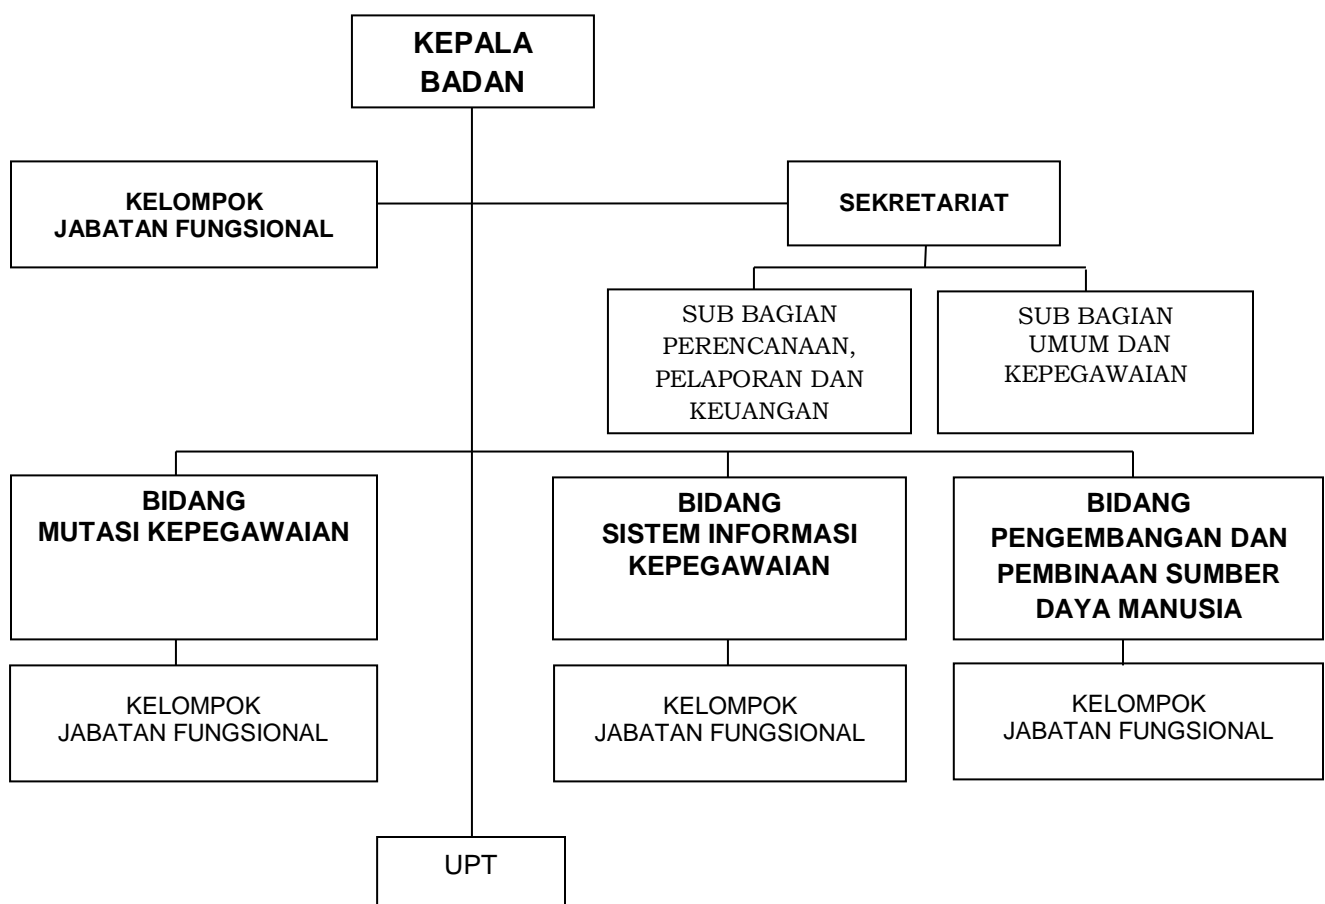 KEPALA
BADAN
KELOMPOK
JABATAN FUNGSIONAL
SEKRETARIAT
SUB BAGIAN
PERENCANAAN,
PELAPORAN DAN
KEUANGAN
SUB BAGIAN
UMUM DAN
KEPEGAWAIAN
BIDANG
MUTASI KEPEGAWAIAN
BIDANG
SISTEM INFORMASI
KEPEGAWAIAN
BIDANG
PENGEMBANGAN DAN
PEMBINAAN SUMBER
DAYA MANUSIA
KELOMPOK
JABATAN FUNGSIONAL
KELOMPOK
JABATAN FUNGSIONAL
KELOMPOK
JABATAN FUNGSIONAL
UPT